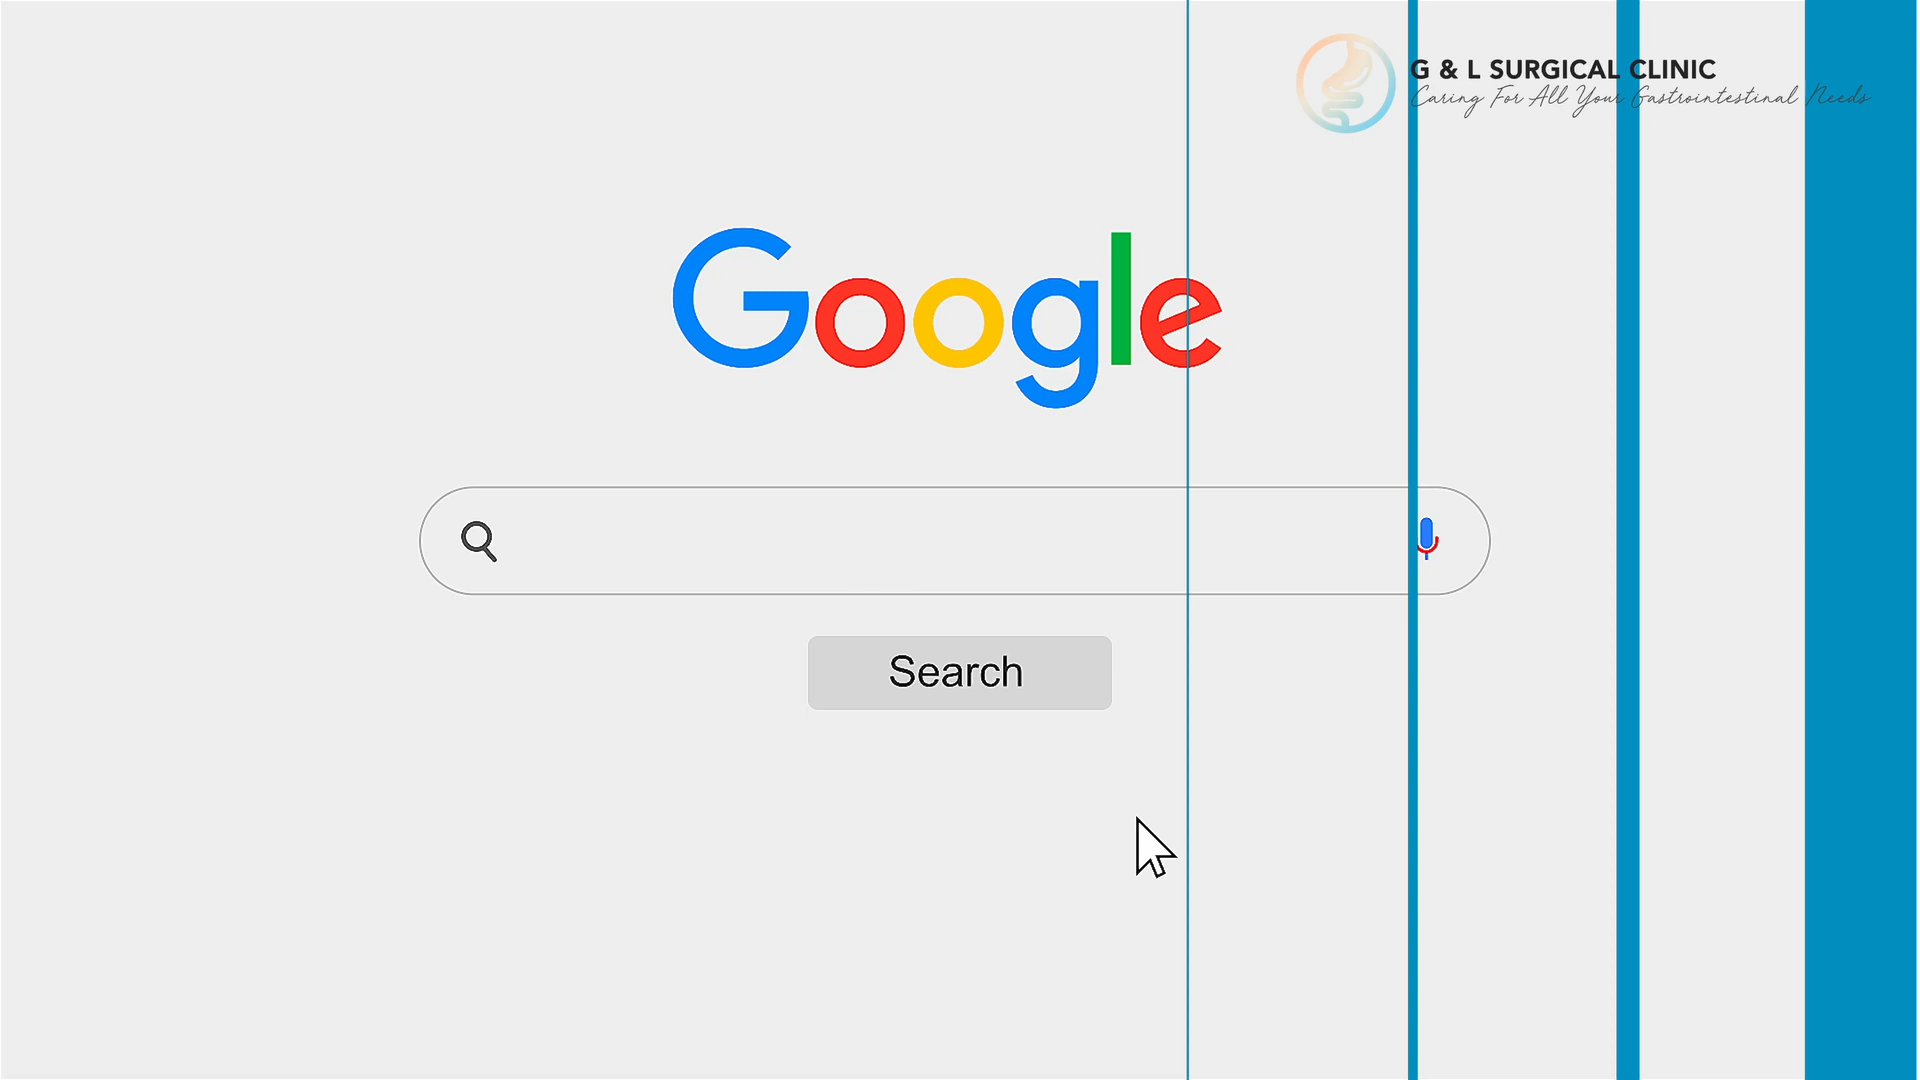 G & L SURGICAL CLINIC
Caring For All Your Gastrointestinal Needs
Google
Search